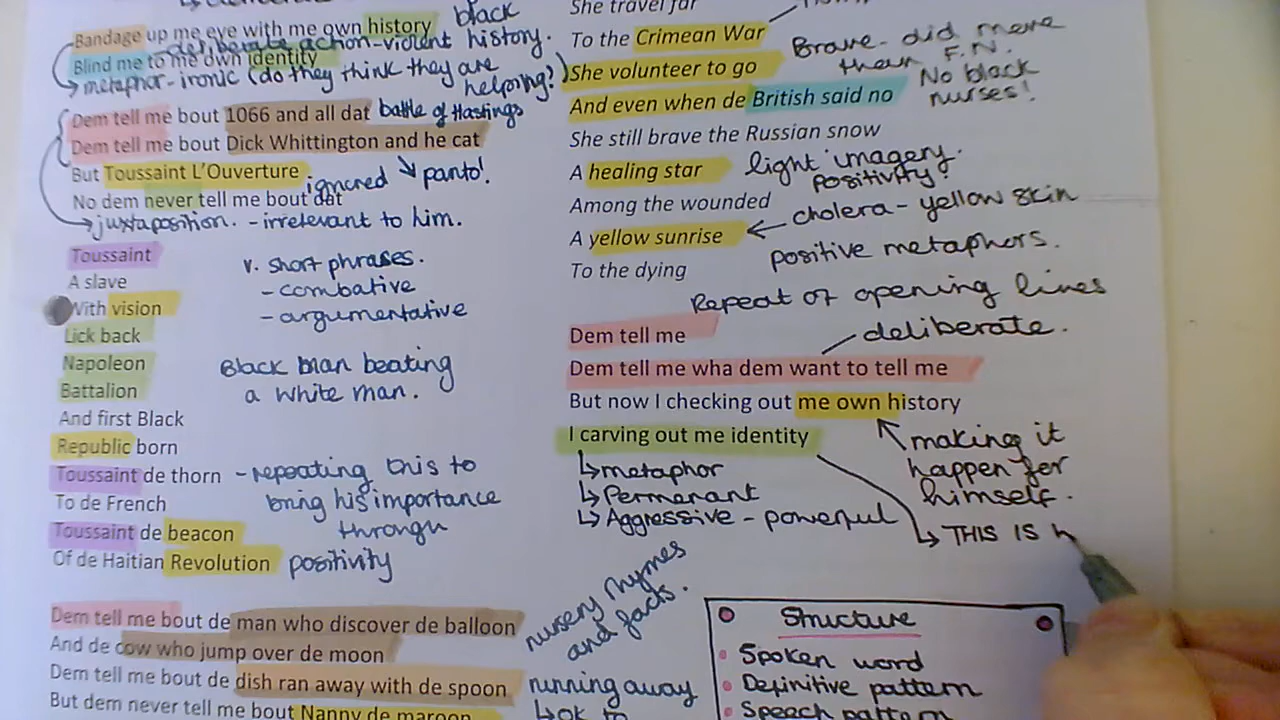 Bandage up me eye with me own history
black
deliberate action-violent history.
Blind me to me own identity
metaphor - ironic (do they think they are
helping?)
Dem tell me bout 1066 and all dat
battle of Hastings
Dem tell me bout Dick Whittington and he cat
But Toussaint L'Ouverture
ignored
panto!
No dem never tell me bout dat
juxtaposition. - irrelevant to him.
Toussaint
A slave
With vision
Lick back
Napoleon
Battalion
And first Black
Republic born
Toussaint de thorn
To de French
Toussaint de beacon
Of de Haitian Revolution
v. short phrases.
- combative
- argumentative
Black man beating
a white man.
- repeating this to
bring his importance
through
positivity
Dem tell me bout de man who discover de balloon
And de cow who jump over de moon
Dem tell me bout de dish ran away with de spoon
But dem never tell me bout Nanny de maroon
nursery rhymes
and facts.
running away
↳ ok to
She travel far
To the Crimean War
She volunteer to go
And even when de British said no
She still brave the Russian snow
A healing star
Among the wounded
A yellow sunrise
To the dying
Brave - did more
than F.N.
No black
nurses!
light imagery.
positivity?
cholera - yellow skin
positive metaphors.
Repeat of opening lines
deliberate.
Dem tell me
Dem tell me wha dem want to tell me
But now I checking out me own history
I carving out me identity
↳ metaphor
↳ Permenant
↳ Aggressive - powerful
making it
happen for
himself.
↳ THIS IS
Structure
• Spoken word
• Definitive pattern
• Speech pattern